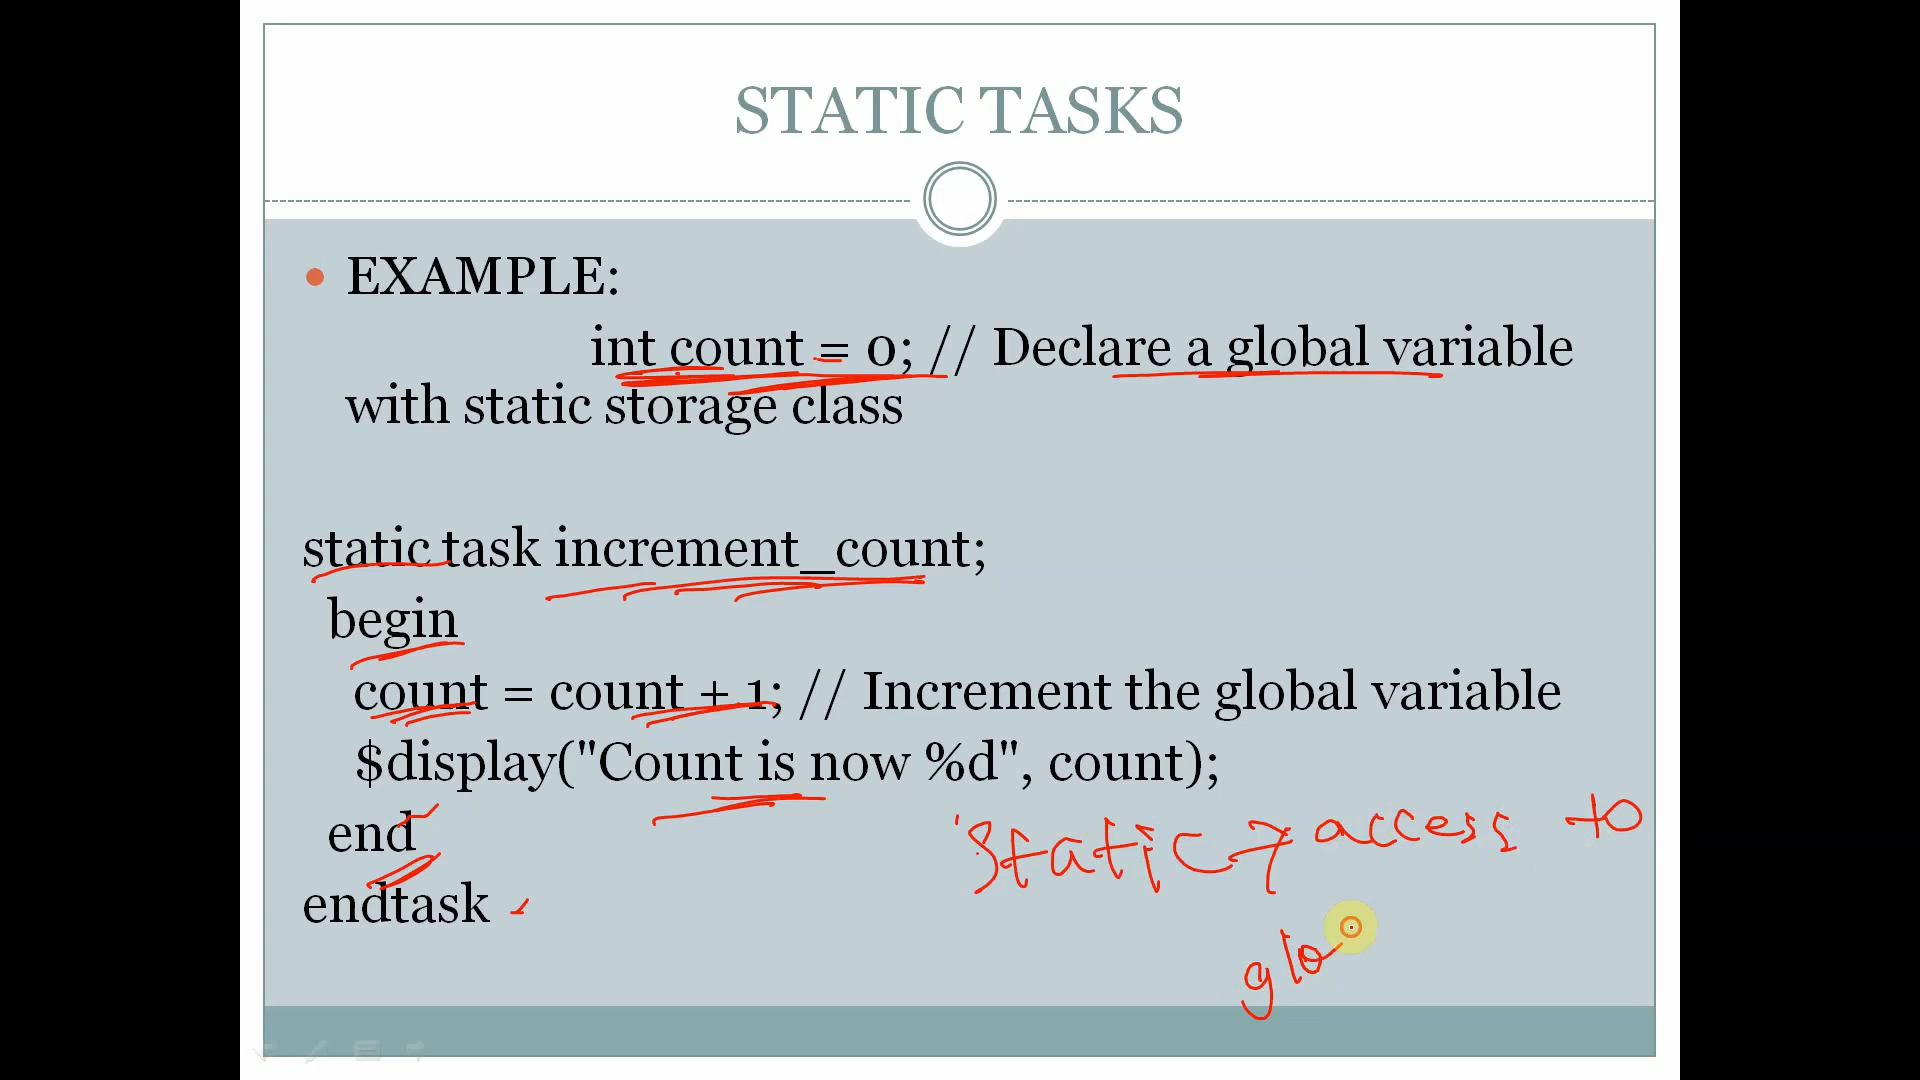 STATIC TASKS
EXAMPLE:
int count = 0; // Declare a global variable
with static storage class
static task increment_count;
begin
count = count + 1; // Increment the global variable
$display("Count is now %d", count);
end
endtask
static → access to
glo